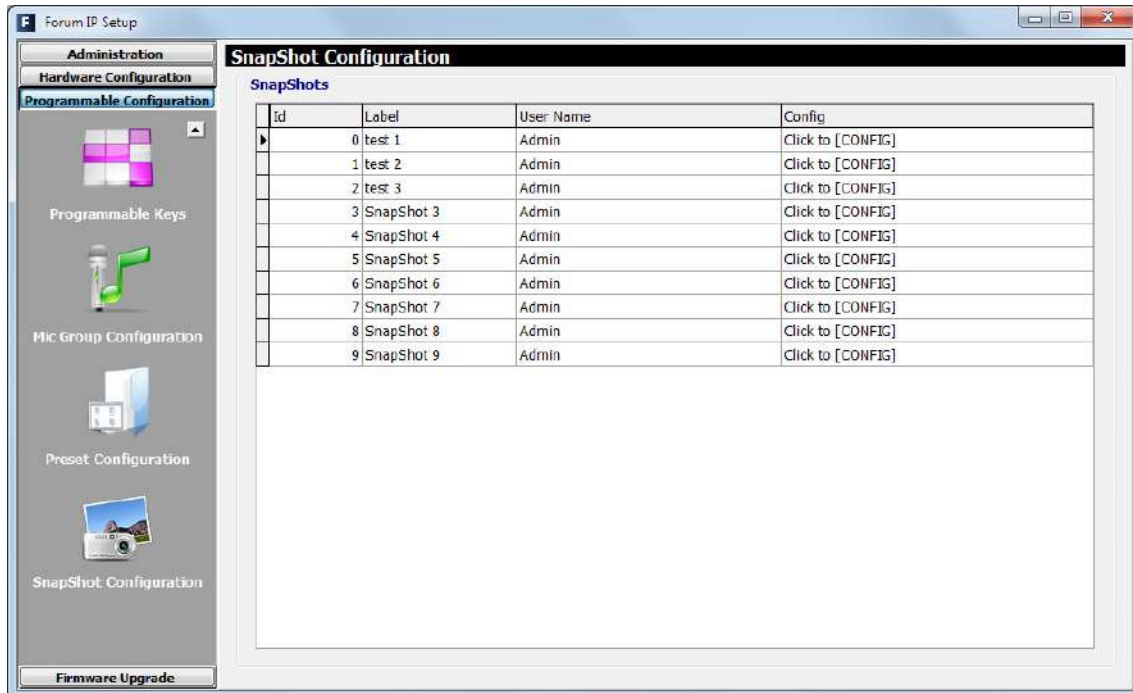 Forum IP Setup
Administration
Hardware Configuration
Programmable Configuration
Programmable Keys
Mic Group Configuration
Preset Configuration
SnapShot Configuration
Firmware Upgrade
SnapShot Configuration
SnapShots
Id Label User Name Config
0 test 1 Admin Click to [CONFIG]
1 test 2 Admin Click to [CONFIG]
2 test 3 Admin Click to [CONFIG]
3 SnapShot 3 Admin Click to [CONFIG]
4 SnapShot 4 Admin Click to [CONFIG]
5 SnapShot 5 Admin Click to [CONFIG]
6 SnapShot 6 Admin Click to [CONFIG]
7 SnapShot 7 Admin Click to [CONFIG]
8 SnapShot 8 Admin Click to [CONFIG]
9 SnapShot 9 Admin Click to [CONFIG]